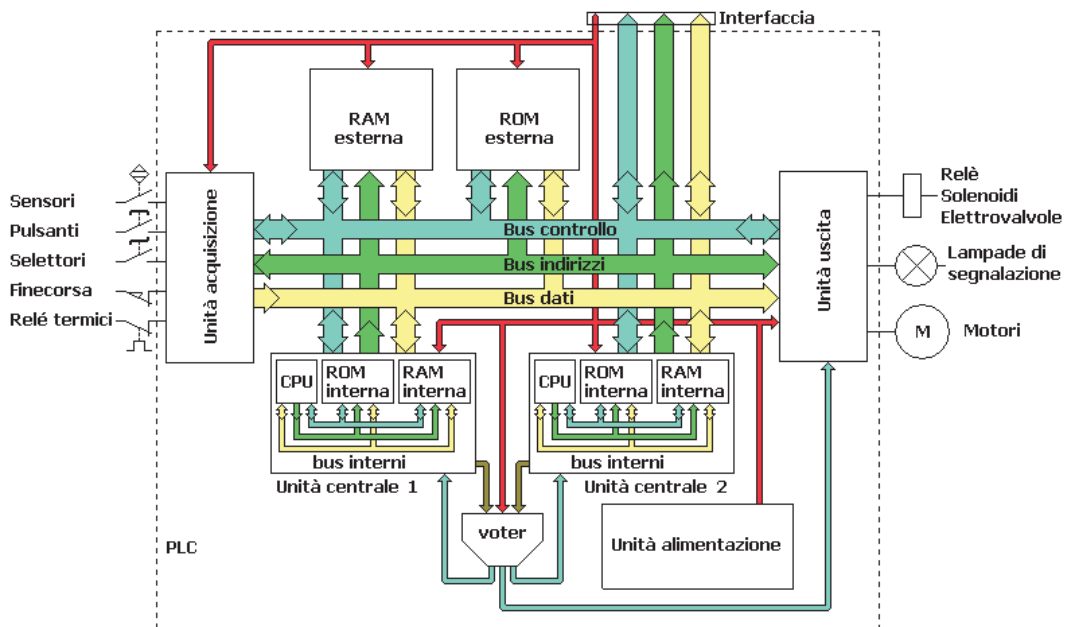 Interfaccia
RAM
esterna
ROM
esterna
Sensori
Pulsanti
Selettori
Finecorsa
Relé termici
Unità acquisizione
Bus controllo
Bus indirizzi
Bus dati
Unità uscita
Relè
Solenoidi
Elettrovalvole
Lampade di
segnalazione
M
Motori
CPU
ROM
interna
RAM
interna
bus interni
Unità centrale 1
CPU
ROM
interna
RAM
interna
bus interni
Unità centrale 2
voter
Unità alimentazione
PLC